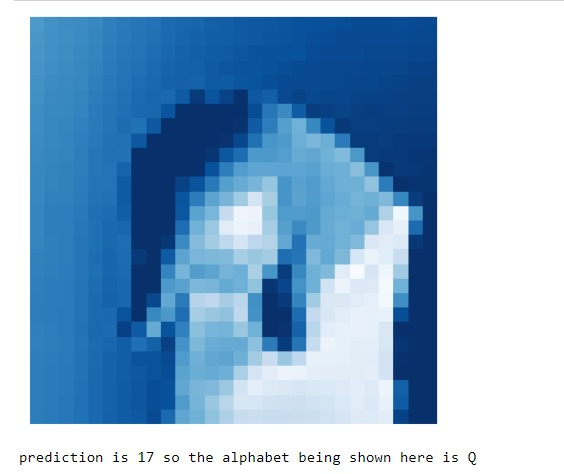 prediction is 17 so the alphabet being shown here is Q